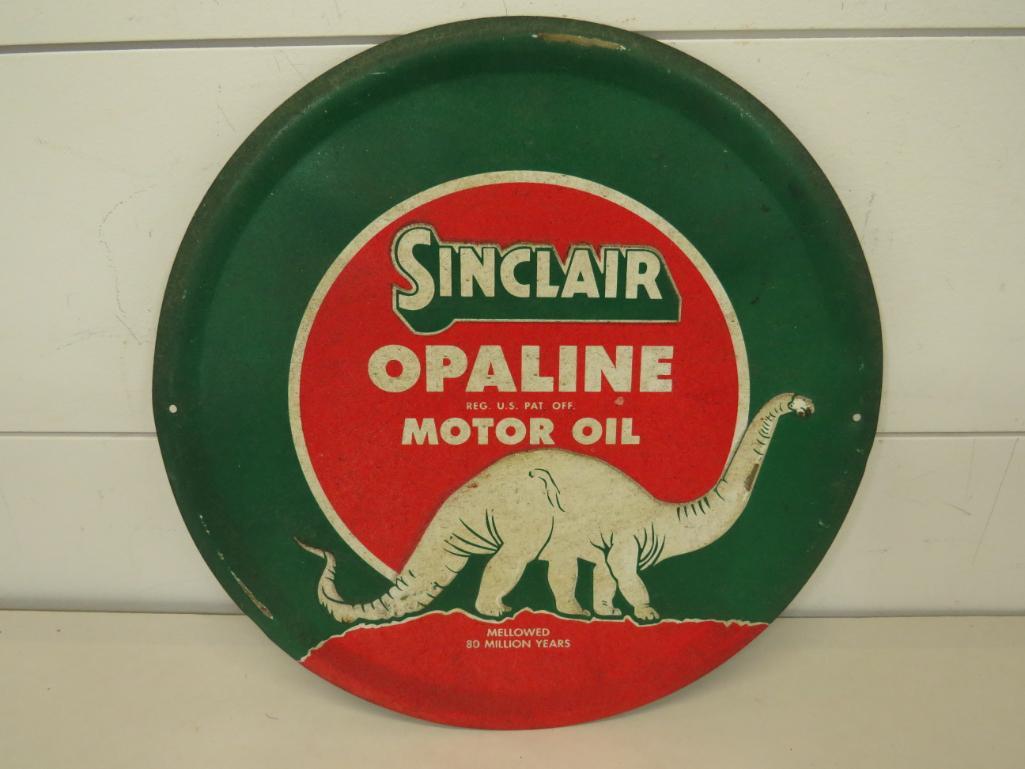 SINCLAIR
OPALINE
REG. U.S. PAT. OFF.
MOTOR OIL
MELLOWED
80 MILLION YEARS